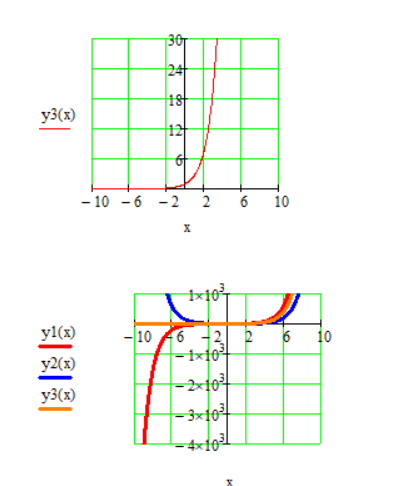 30
24
18
y3(x)
12
6
− 10 − 6 − 2 2 6 10
x
1×10³
y1(x)
− 10 − 6 − 2 2 6 10
y2(x)
− 1×10³
y3(x)
− 2×10³
− 3×10³
− 4×10³
x